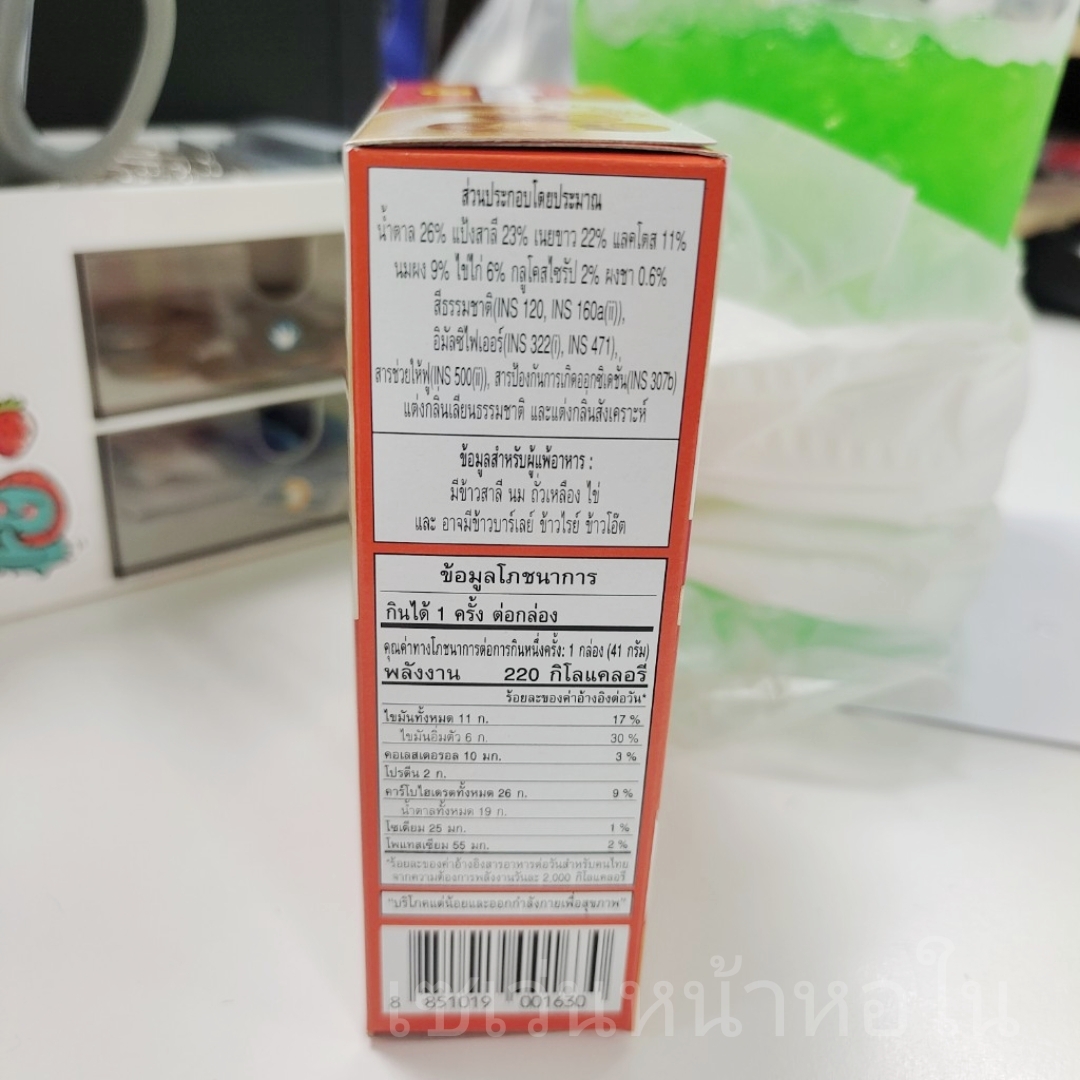 ส่วนประกอบโดยประมาณ
น้ำตาล 26% แป้งสาลี 23% เนยขาว 22% แลคโตส 11%
นมผง 9% ไข่ไก่ 6% กลูโคสไซรัป 2% ผงชา 0.6%
สีธรรมชาติ(INS 120, INS 160a(ii)),
อิมัลซิไฟเออร์(INS 322(i), INS 471),
สารช่วยให้ฟู(INS 500(ii)), สารป้องกันการเกิดออกซิเดชั่น(INS 307b)
แต่งกลิ่นเลียนธรรมชาติ และแต่งกลิ่นสังเคราะห์
ข้อมูลสำหรับผู้แพ้อาหาร :
มีข้าวสาลี นม ถั่วเหลือง ไข่
และ อาจมีข้าวบาร์เลย์ ข้าวไรย์ ข้าวโอ๊ต
ข้อมูลโภชนาการ
กินได้ 1 ครั้ง ต่อกล่อง
คุณค่าทางโภชนาการต่อการกินหนึ่งครั้ง: 1 กล่อง (41 กรัม)
พลังงาน 220 กิโลแคลอรี
ร้อยละของค่าอ้างอิงต่อวัน*
ไขมันทั้งหมด 11 ก. 17 %
ไขมันอิ่มตัว 6 ก. 30 %
คอเลสเตอรอล 10 มก. 3 %
โปรตีน 2 ก.
คาร์โบไฮเดรตทั้งหมด 26 ก. 9 %
น้ำตาลทั้งหมด 19 ก.
โซเดียม 25 มก. 1 %
โพแทสเซียม 55 มก. 2 %
*ร้อยละของค่าอ้างอิงสารอาหารต่อวันสำหรับคนไทย
จากความต้องการพลังงานวันละ 2,000 กิโลแคลอรี
"บริโภคแต่น้อยและออกกำลังกายเพื่อสุขภาพ"
8 851019 001630
เซเว่นหน้าหอใน